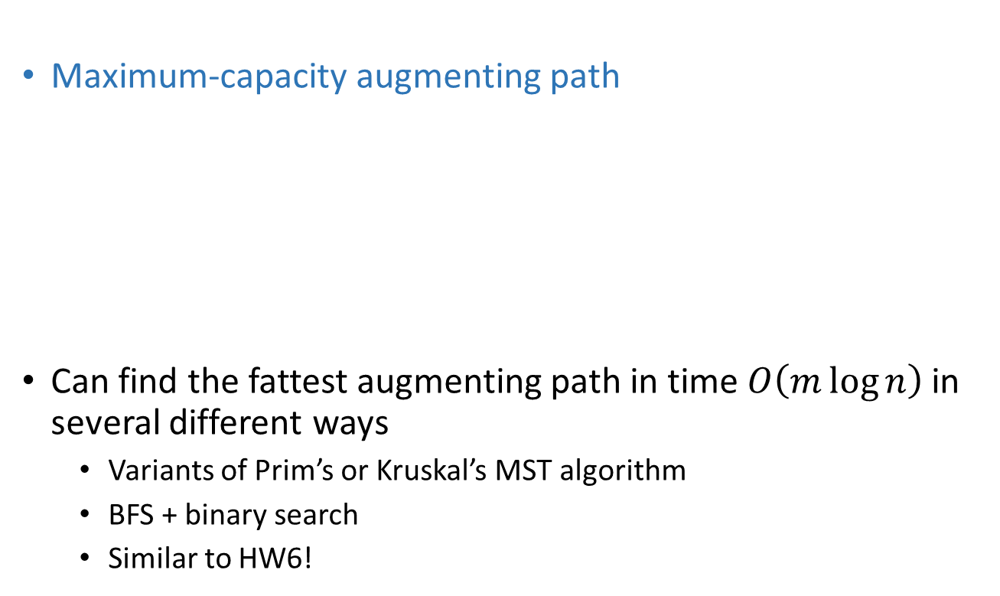 • Maximum-capacity augmenting path
• Can find the fattest augmenting path in time O(m log n) in
several different ways
• Variants of Prim’s or Kruskal’s MST algorithm
• BFS + binary search
• Similar to HW6!